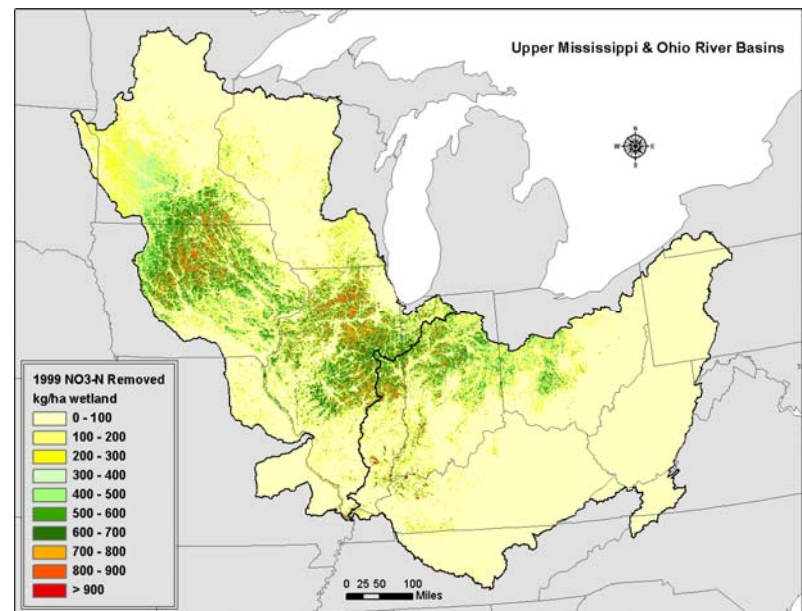 Upper Mississippi & Ohio River Basins
N
W E
S
1999 NO3-N Removed
kg/ha wetland
0 - 100
100 - 200
200 - 300
300 - 400
400 - 500
500 - 600
600 - 700
700 - 800
800 - 900
> 900
0 25 50 100
Miles